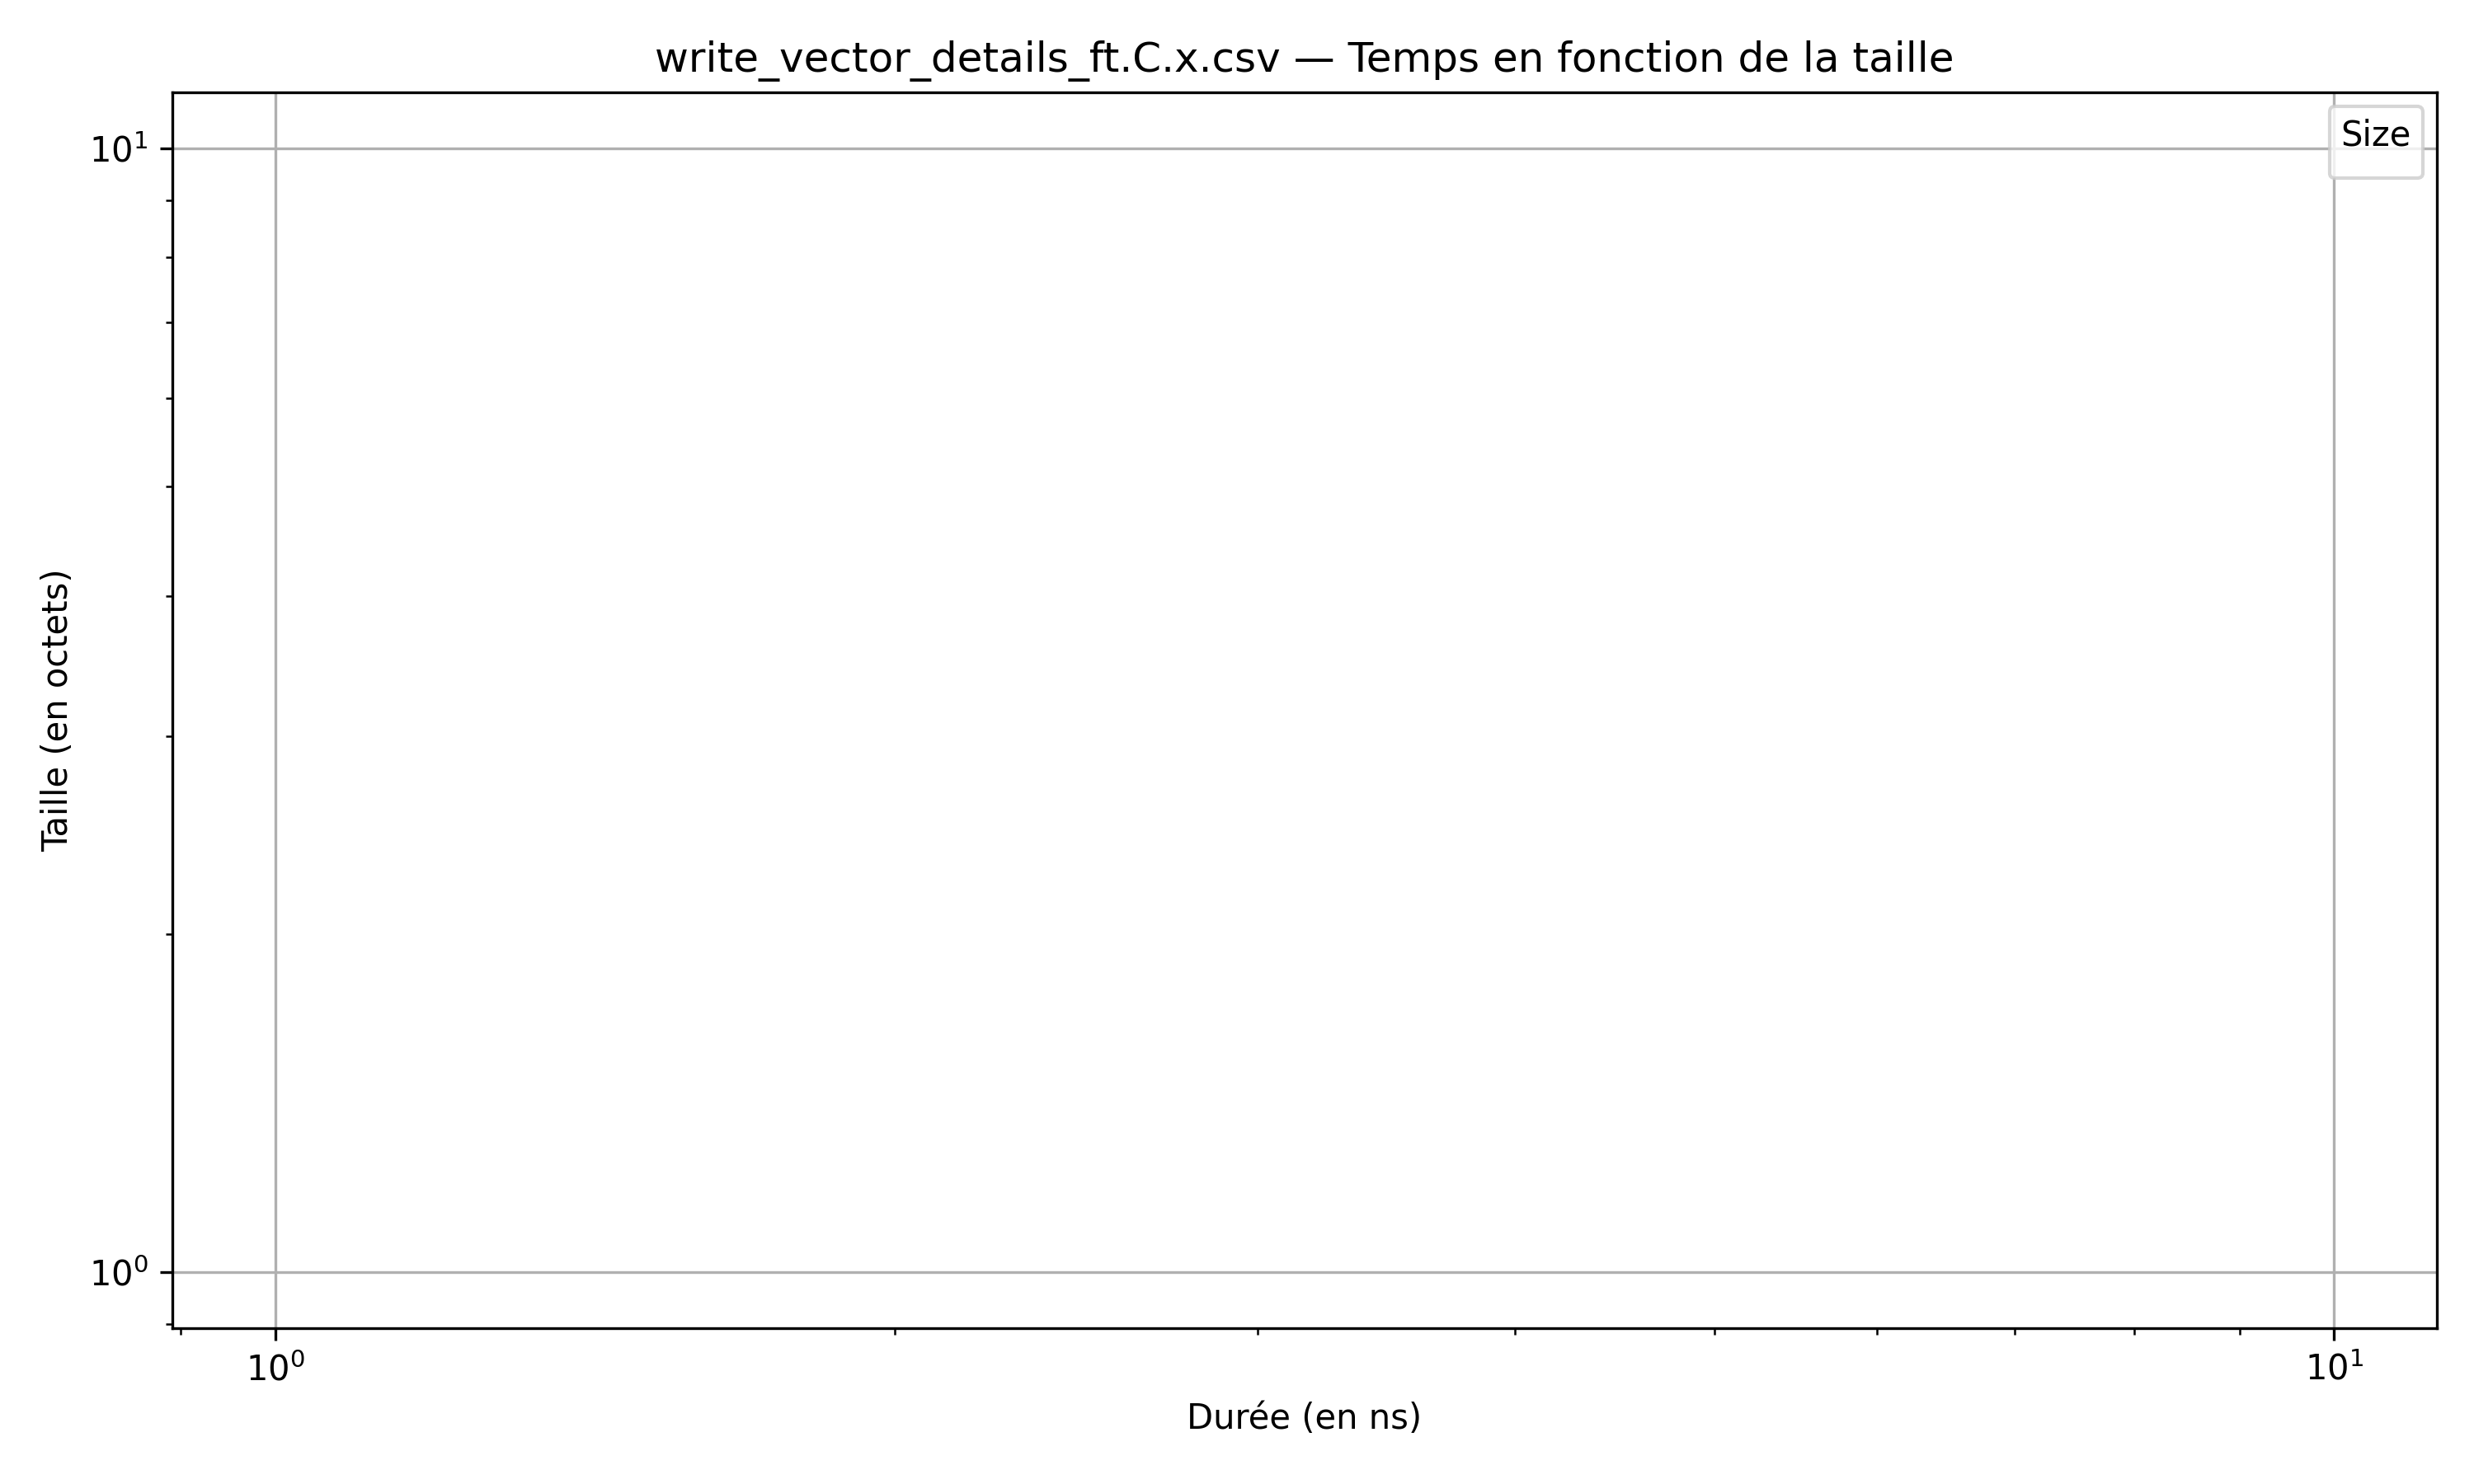 write_vector_details_ft.C.x.csv — Temps en fonction de la taille
Size
10¹
Taille (en octets)
10⁰
10⁰
10¹
Durée (en ns)